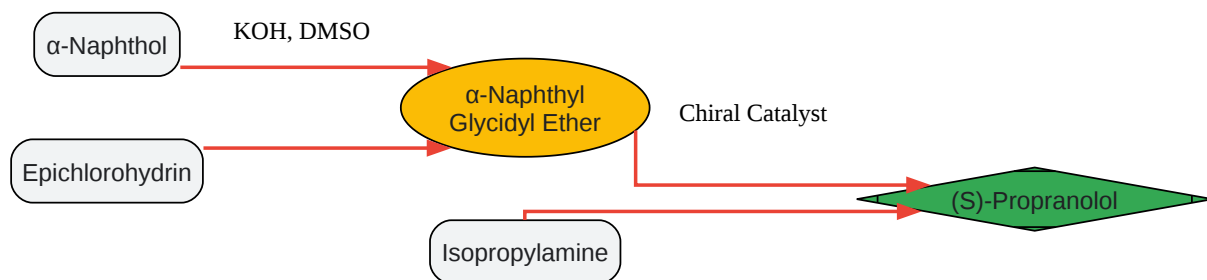 α-Naphthol
KOH, DMSO
α-Naphthyl
Glycidyl Ether
Chiral Catalyst
Epichlorohydrin
(S)-Propranolol
Isopropylamine